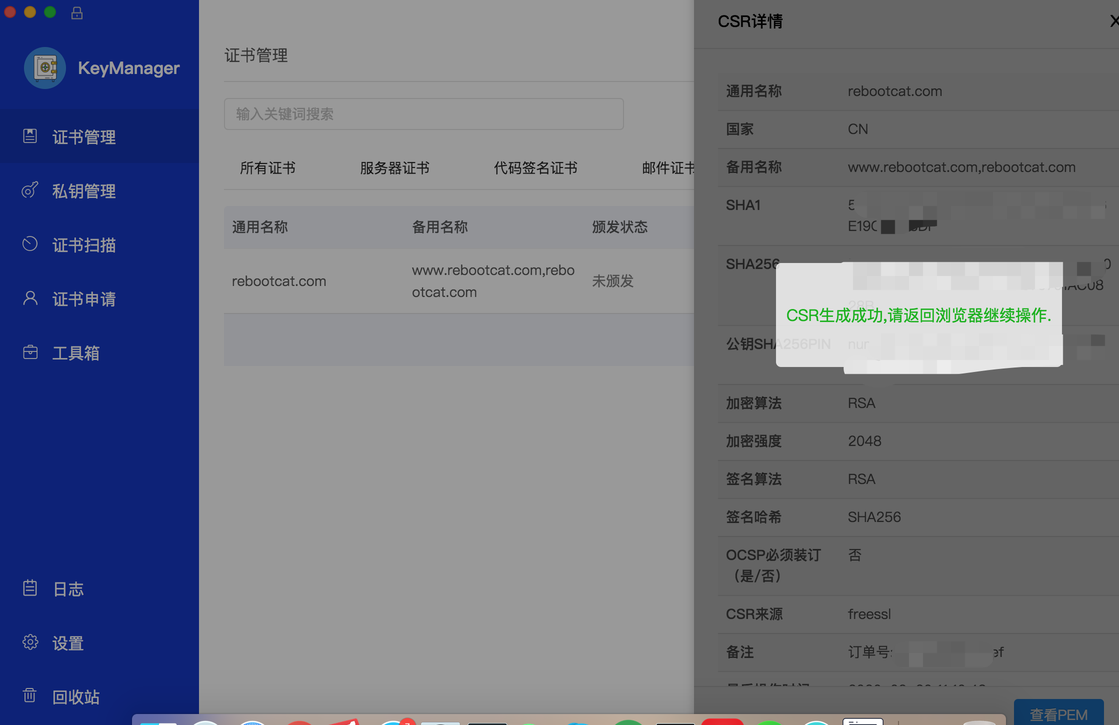 KeyManager
证书管理
私钥管理
证书扫描
证书申请
工具箱
日志
设置
回收站
证书管理
输入关键词搜索
所有证书 服务器证书 代码签名证书 邮件证书
通用名称 备用名称 颁发状态
rebootcat.com www.rebootcat.com,rebo 未颁发
otcat.com
CSR详情
通用名称 rebootcat.com
国家 CN
备用名称 www.rebootcat.com,rebootcat.com
SHA1
SHA256
CSR生成成功,请返回浏览器继续操作.
公钥SHA256PIN
加密算法 RSA
加密强度 2048
签名算法 RSA
签名哈希 SHA256
OCSP必须装订 否
（是/否）
CSR来源 freessl
备注 订单号:
查看PEM